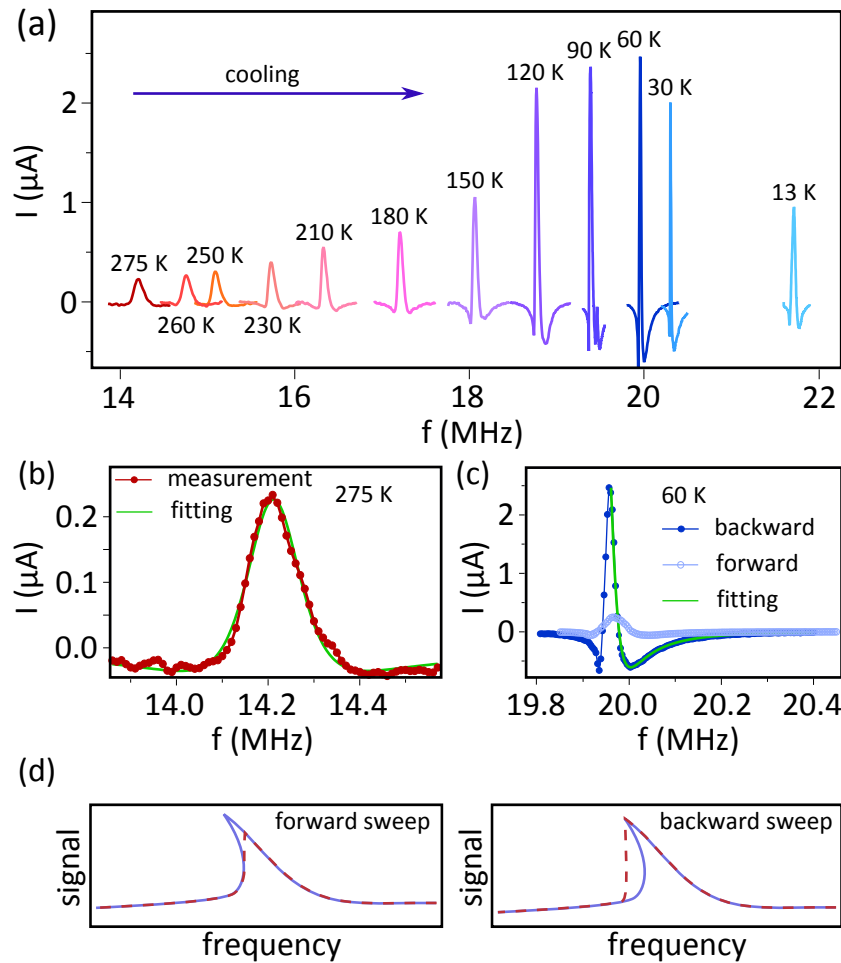 (a)
cooling
120 K
90 K
60 K
30 K
150 K
13 K
180 K
210 K
275 K
250 K
260 K
230 K
I (μA)
2
1
0
14
16
18
20
22
f (MHz)
(b)
measurement
fitting
275 K
I (μA)
0.2
0.1
0.0
14.0
14.2
14.4
f (MHz)
(c)
60 K
backward
forward
fitting
I (μA)
2
1
0
19.8
20.0
20.2
20.4
f (MHz)
(d)
forward sweep
signal
frequency
backward sweep
signal
frequency